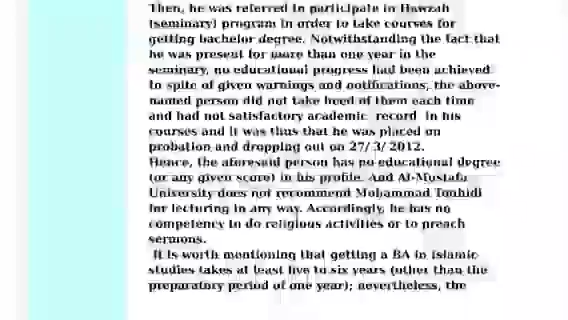 Then, he was referred to participate in Hawzah
(seminary) program in order to take courses for
getting bachelor degree. Notwithstanding the fact that
he was present for more than one year in the
seminary, no educational progress had been achieved
In spite of given warnings and notifications, the above-
named person did not take heed of them each time
and had not satisfactory academic record in his
courses and it was thus that he was placed on
probation and dropping out on 27/3/2012.
Hence, the aforesaid person has no educational degree
(or any given score) in his profile. And Al-Mustafa
University does not recommend Mohammad Towhidi
for lecturing in any way. Accordingly, he has no
competency to do religious activities or to preach
sermons.
It is worth mentioning that getting a BA in Islamic
studies takes at least five to six years (other than the
preparatory period of one year); nevertheless, the